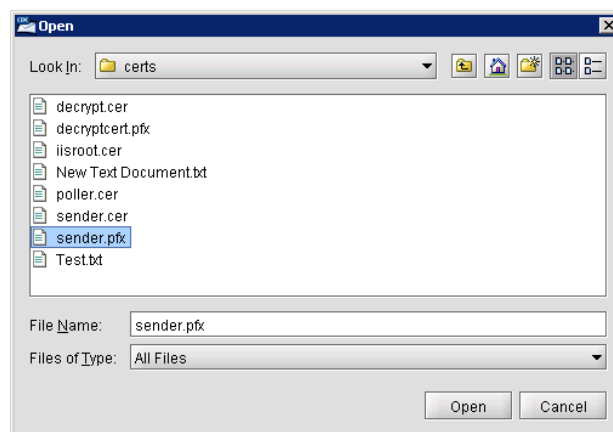 CDC Open
Look In: certs
decrypt.cer
decryptcert.pfx
iisroot.cer
New Text Document.txt
poller.cer
sender.cer
sender.pfx
Test.txt
File Name: sender.pfx
Files of Type: All Files
Open Cancel